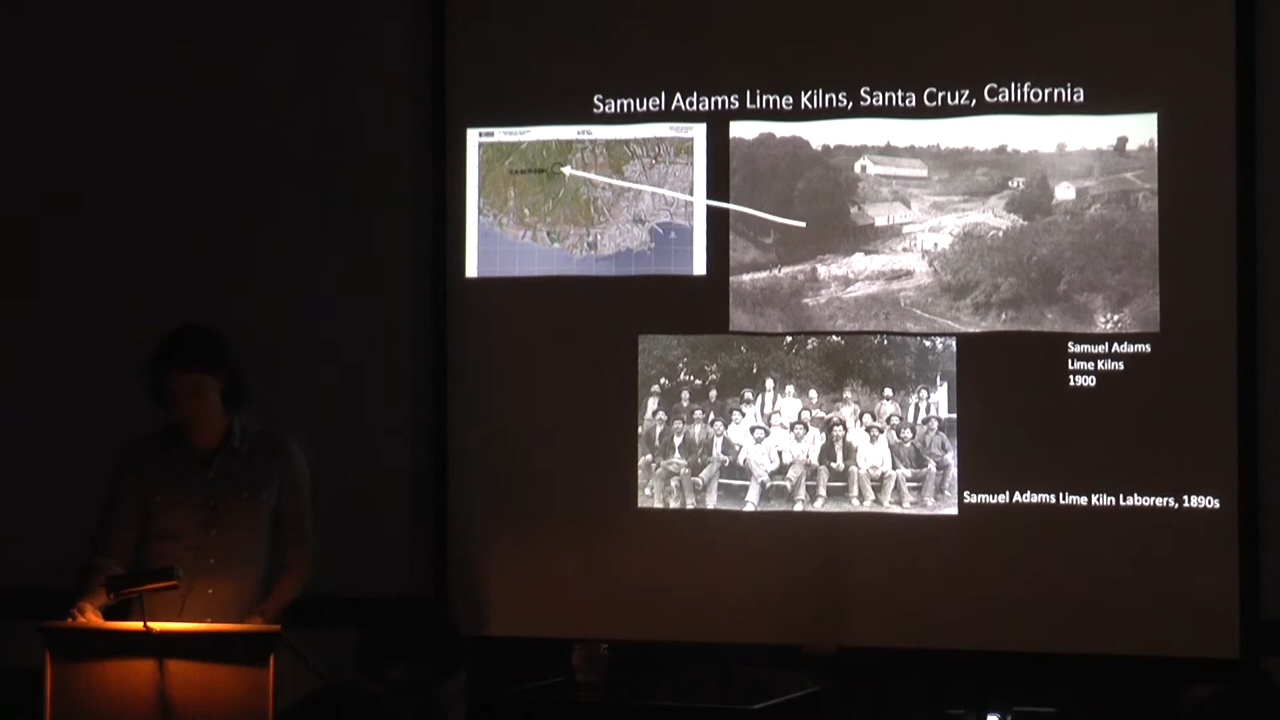 Samuel Adams Lime Kilns, Santa Cruz, California
Samuel Adams
Lime Kilns
1900
Samuel Adams Lime Kiln Laborers, 1890s